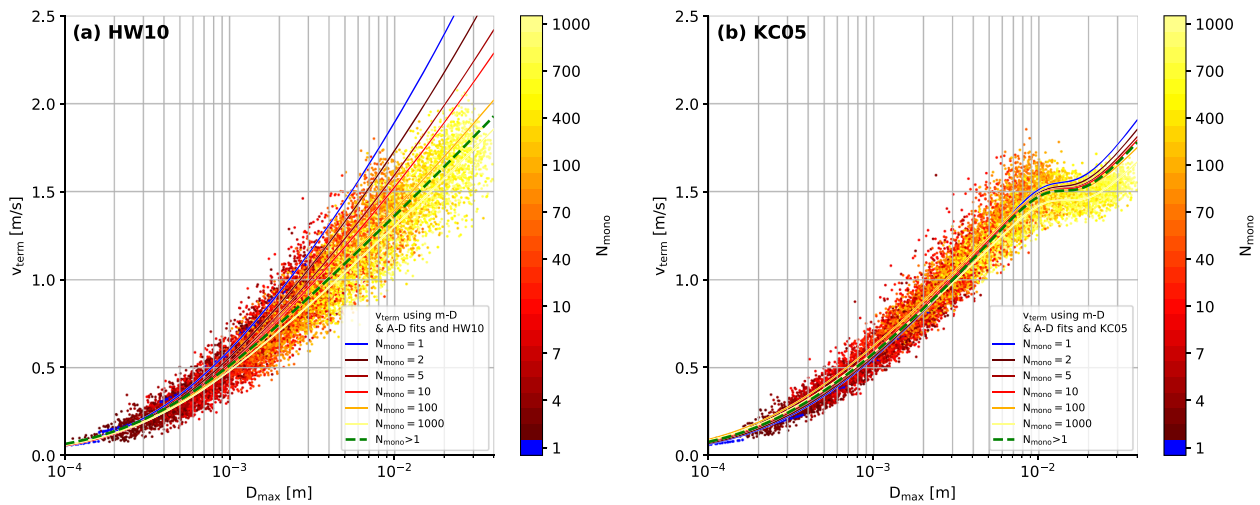 (a) HW10
2.5
2.0
1.5
1.0
0.5
0.0
v_term [m/s]
10⁻⁴
10⁻³
10⁻²
D_max [m]
v_term using m-D
& A-D fits and HW10
N_mono = 1
N_mono = 2
N_mono = 5
N_mono = 10
N_mono = 100
N_mono = 1000
N_mono>1
1000
700
400
100
70
40
10
7
4
1
N_mono
(b) KC05
2.5
2.0
1.5
1.0
0.5
0.0
v_term [m/s]
10⁻⁴
10⁻³
10⁻²
D_max [m]
v_term using m-D
& A-D fits and KC05
N_mono = 1
N_mono = 2
N_mono = 5
N_mono = 10
N_mono = 100
N_mono = 1000
N_mono>1
1000
700
400
100
70
40
10
7
4
1
N_mono